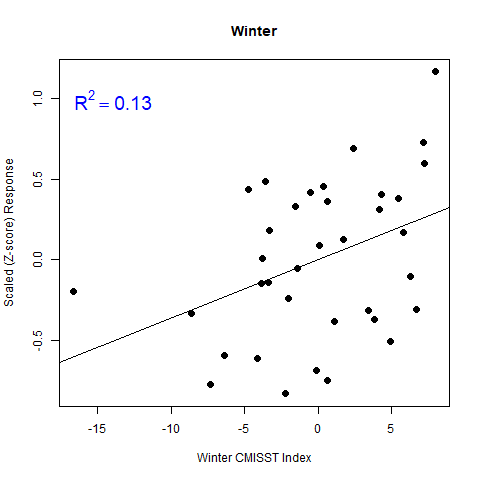 Winter
R² = 0.13
Scaled (Z-score) Response
1.0
0.5
0.0
-0.5
-15 -10 -5 0 5
Winter CMISST Index